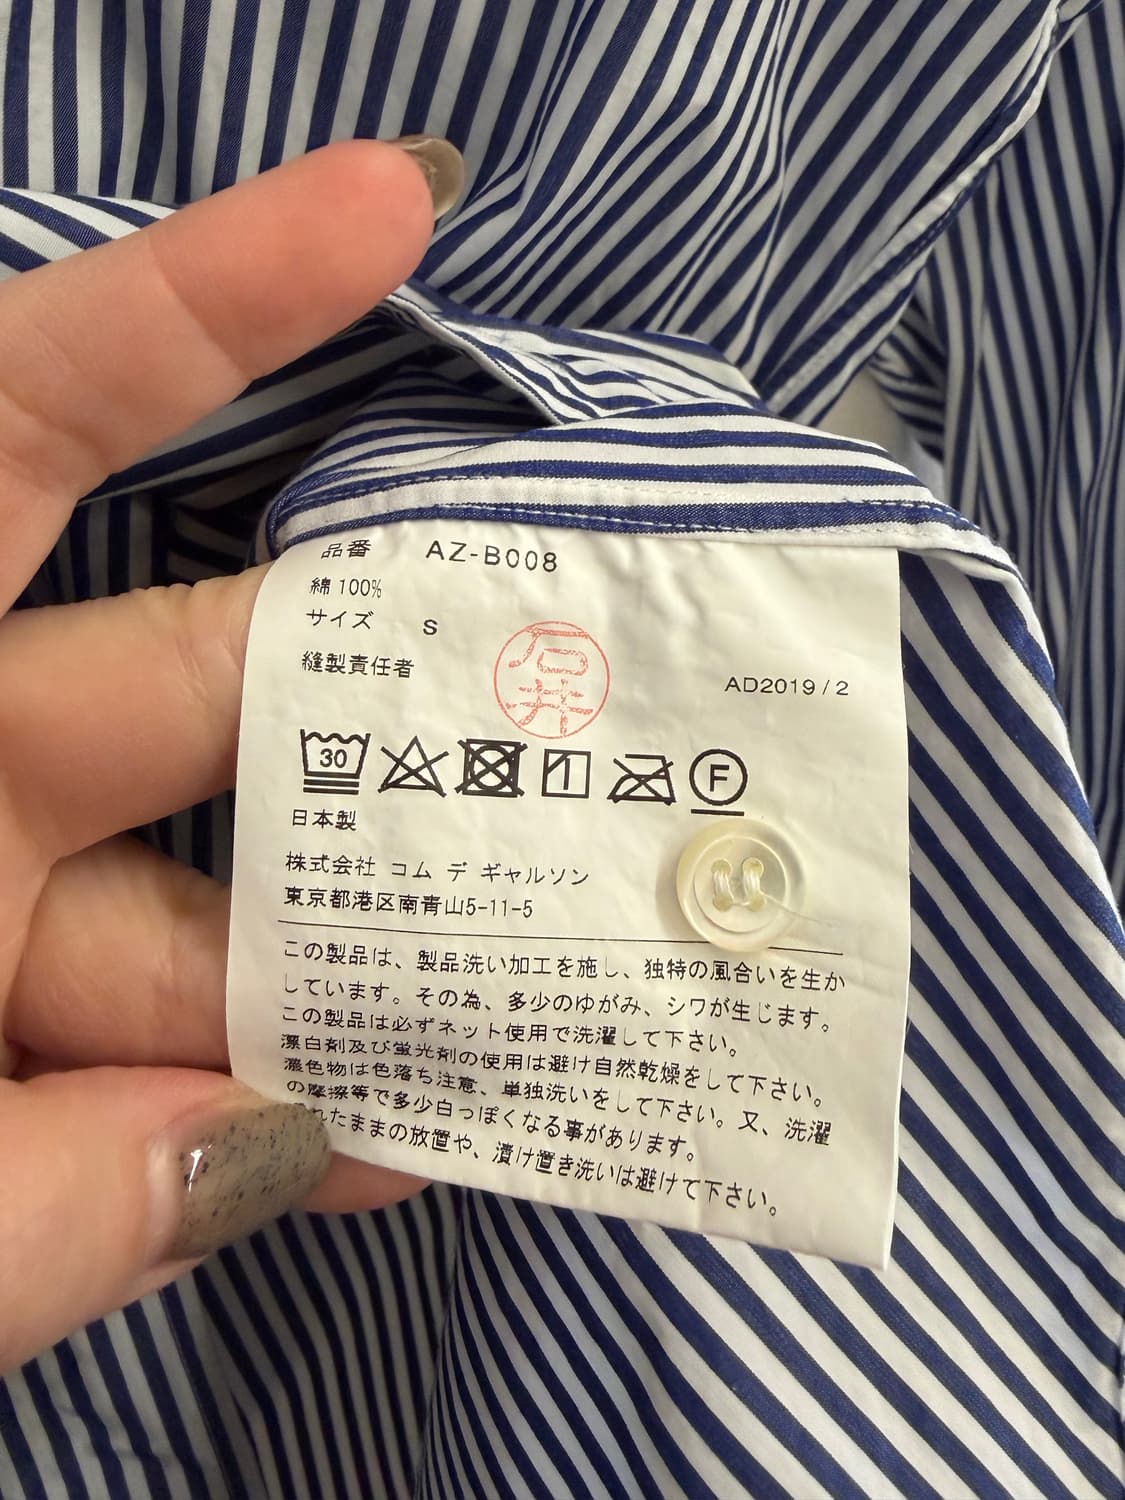 品番 AZ-B008
綿 100%
サイズ S
縫製責任者 石井
AD2019/2
30
F
日本製
株式会社 コム デ ギャルソン
東京都港区南青山5-11-5
この製品は、製品洗い加工を施し、独特の風合いを生か
しています。その為、多少のゆがみ、シワが生じます。
この製品は必ずネット使用で洗濯して下さい。
漂白剤及び蛍光剤の使用は避け自然乾燥をして下さい。
濃色物は色落ち注意、単独洗いをして下さい。又、洗濯
の摩擦等で多少白っぽくなる事があります。
れたままの放置や、漬け置き洗いは避けて下さい。